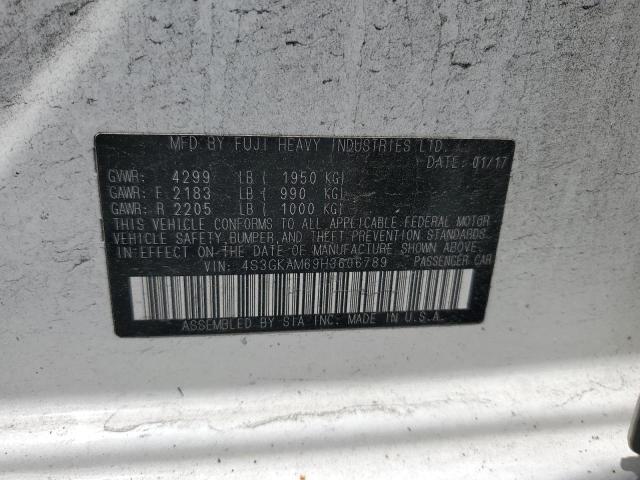 MFD BY FUJI HEAVY INDUSTRIES LTD.
DATE: 01/17
GVWR: 4299 LB ( 1950 KG)
GAWR: F 2183 LB ( 990 KG)
GAWR: R 2205 LB ( 1000 KG)
THIS VEHICLE CONFORMS TO ALL APPLICABLE FEDERAL MOTOR
VEHICLE SAFETY, BUMPER, AND THEFT PREVENTION STANDARDS
IN EFFECT ON THE DATE OF MANUFACTURE SHOWN ABOVE.
VIN: 4S3GKAM69H3606789 PASSENGER CAR
ASSEMBLED BY SIA INC. MADE IN U.S.A.